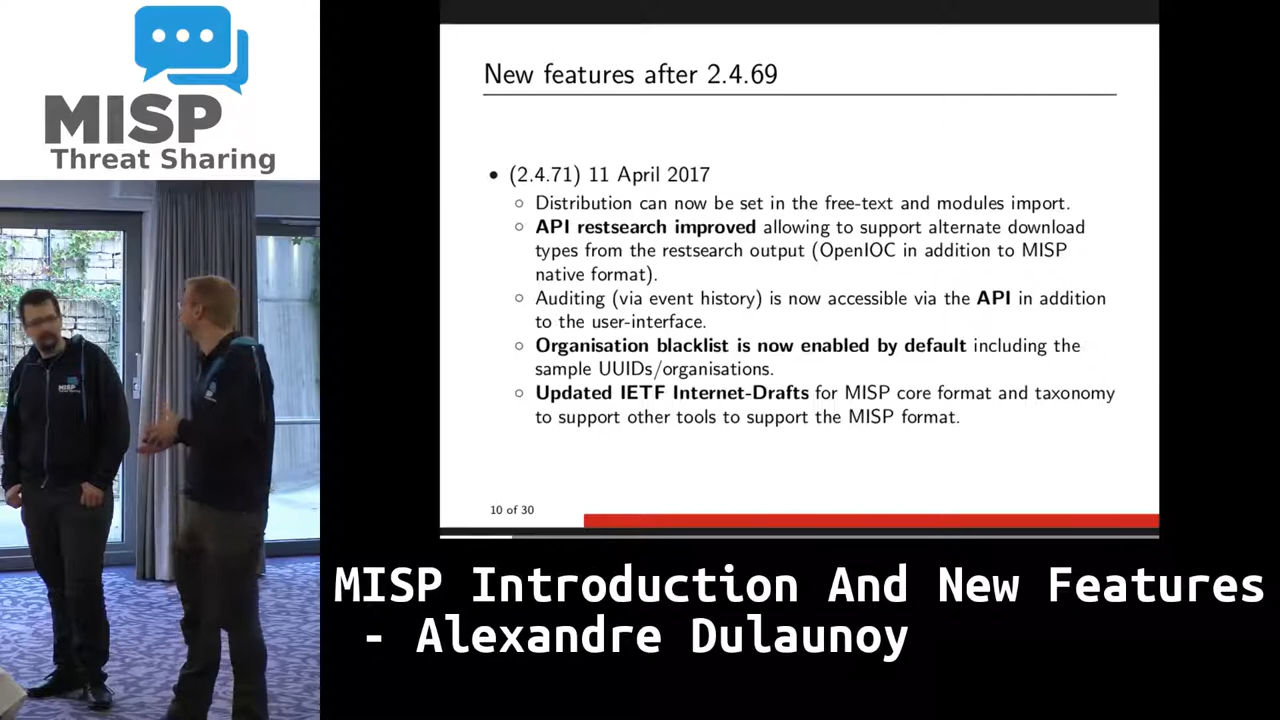 MISP
Threat Sharing
New features after 2.4.69
• (2.4.71) 11 April 2017
◦ Distribution can now be set in the free-text and modules import.
◦ API restsearch improved allowing to support alternate download
types from the restsearch output (OpenIOC in addition to MISP
native format).
◦ Auditing (via event history) is now accessible via the API in addition
to the user-interface.
◦ Organisation blacklist is now enabled by default including the
sample UUIDs/organisations.
◦ Updated IETF Internet-Drafts for MISP core format and taxonomy
to support other tools to support the MISP format.
10 of 30
MISP
MISP Introduction And New Features
- Alexandre Dulaunoy